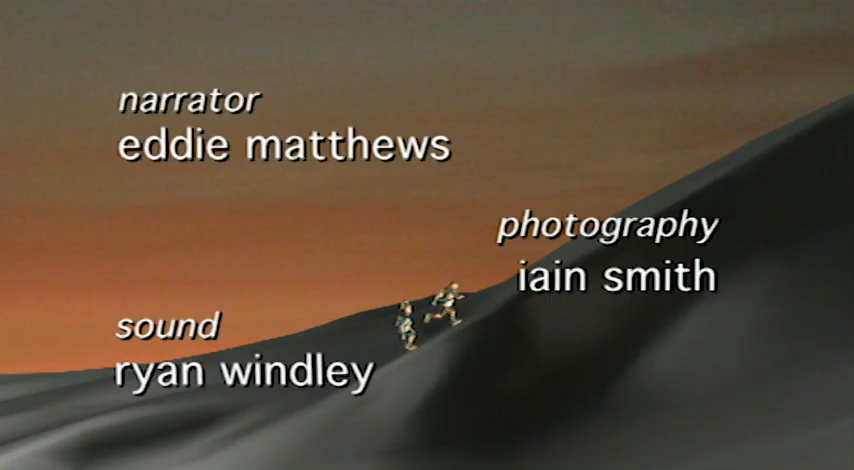 narrator
eddie matthews
photography
iain smith
sound
ryan windley